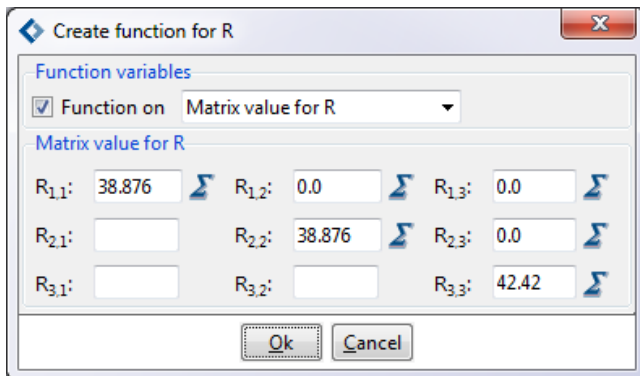 Create function for R
Function variables
Function on Matrix value for R
Matrix value for R
R1,1: 38.876 Σ R1,2: 0.0 Σ R1,3: 0.0 Σ
R2,1: R2,2: 38.876 Σ R2,3: 0.0 Σ
R3,1: R3,2: R3,3: 42.42 Σ
Ok Cancel